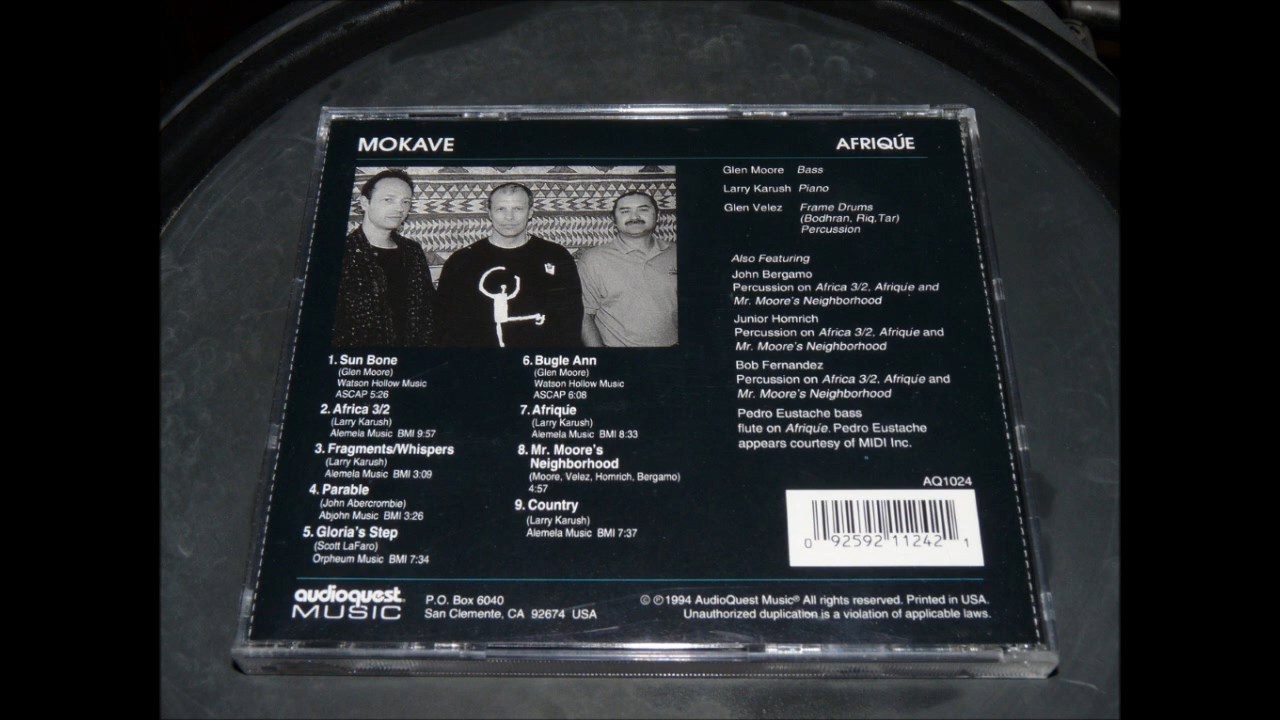 MOKAVE
AFRIQÚE
Glen Moore Bass
Larry Karush Piano
Glen Velez Frame Drums
(Bodhran, Riq,Tar)
Percussion
Also Featuring
John Bergamo
Percussion on Africa 3/2, Afriqúe and
Mr. Moore's Neighborhood
Junior Homrich
Percussion on Africa 3/2, Afriqúe and
Mr. Moore's Neighborhood
Bob Fernandez
Percussion on Africa 3/2, Afriqúe and
Mr. Moore's Neighborhood
Pedro Eustache bass
flute on Afriqúe. Pedro Eustache
appears courtesy of MIDI Inc.
1. Sun Bone
(Glen Moore)
Watson Hollow Music
ASCAP 5:26
2. Africa 3/2
(Larry Karush)
Alemela Music BMI 9:57
3. Fragments/Whispers
(Larry Karush)
Alemela Music BMI 3:09
4. Parable
(John Abercrombie)
Abjohn Music BMI 3:26
5. Gloria's Step
(Scott LaFaro)
Orpheum Music BMI 7:34
6. Bugle Ann
(Glen Moore)
Watson Hollow Music
ASCAP 6:08
7. Afriqúe
(Larry Karush)
Alemela Music BMI 8:33
8. Mr. Moore's
Neighborhood
(Moore, Velez, Homrich, Bergamo)
4:57
9. Country
(Larry Karush)
Alemela Music BMI 7:37
AQ1024
0 92592 11242 1
audioquest
MUSIC
P.O. Box 6040
San Clemente, CA 92674 USA
© ℗1994 AudioQuest Music® All rights reserved. Printed in USA.
Unauthorized duplication is a violation of applicable laws.